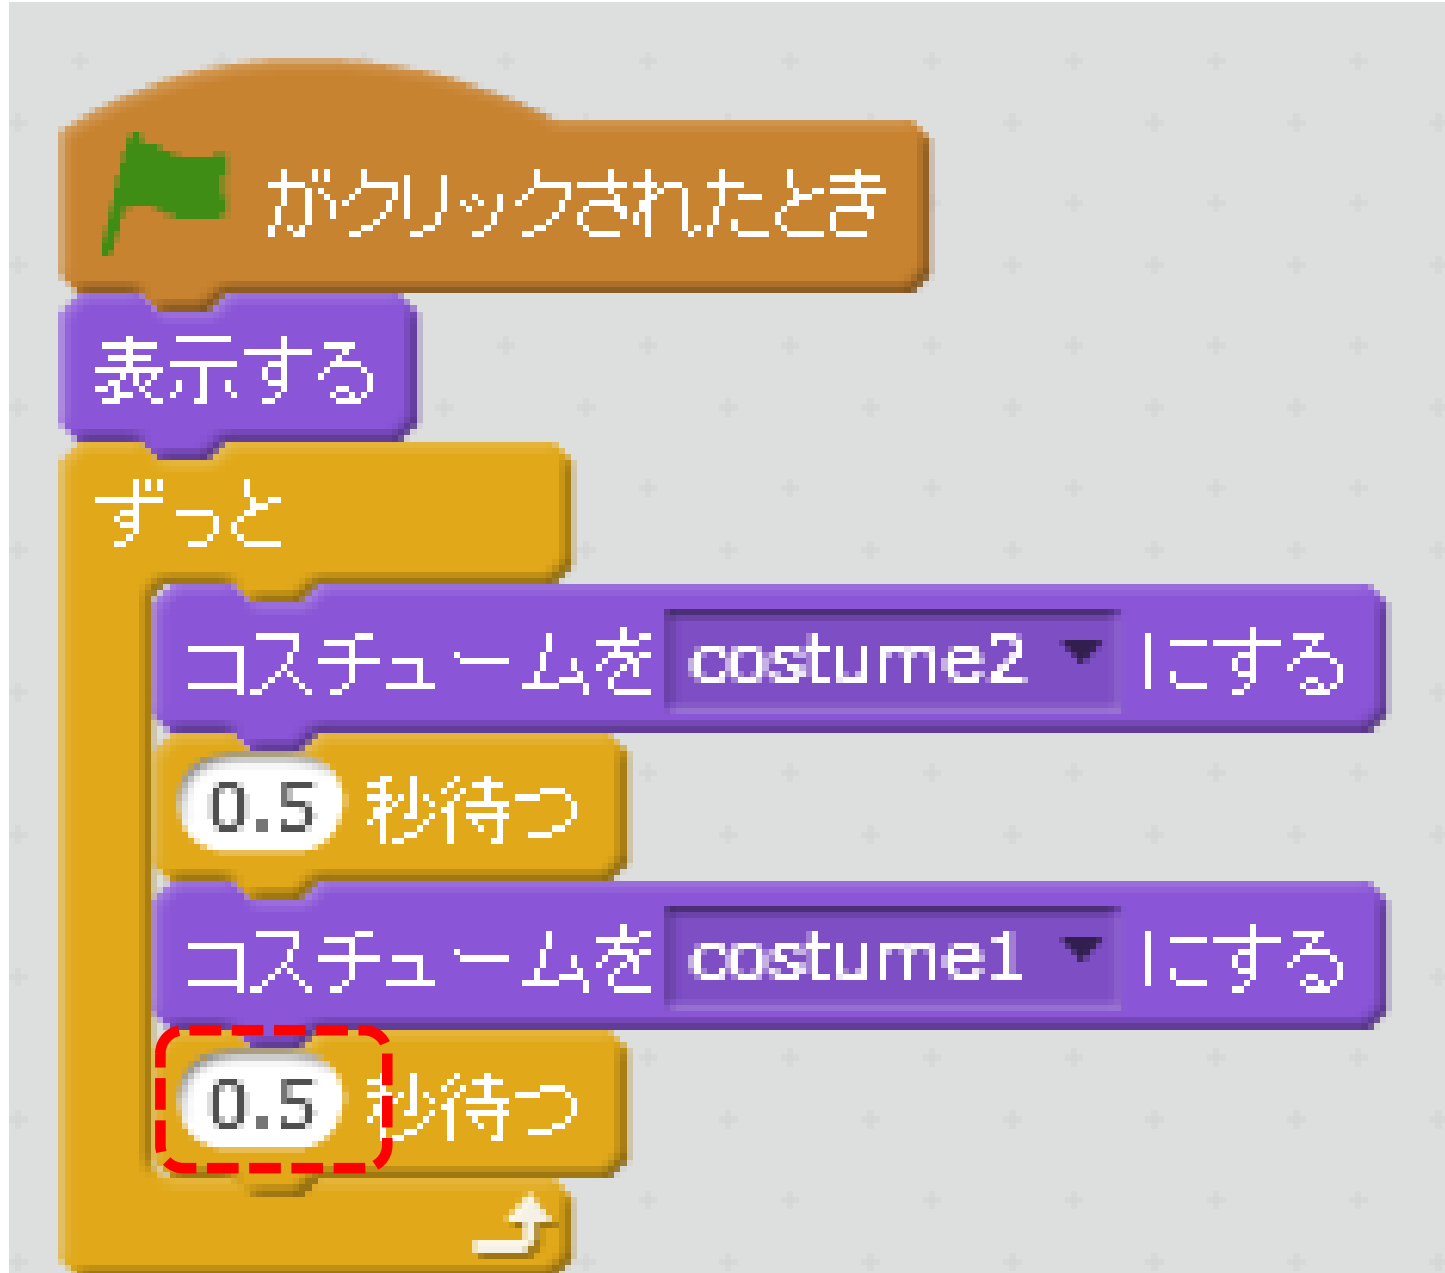 がクリックされたとき
表示する
ずっと
コスチュームを costume2 にする
0.5 秒待つ
コスチュームを costume1 にする
0.5 秒待つ